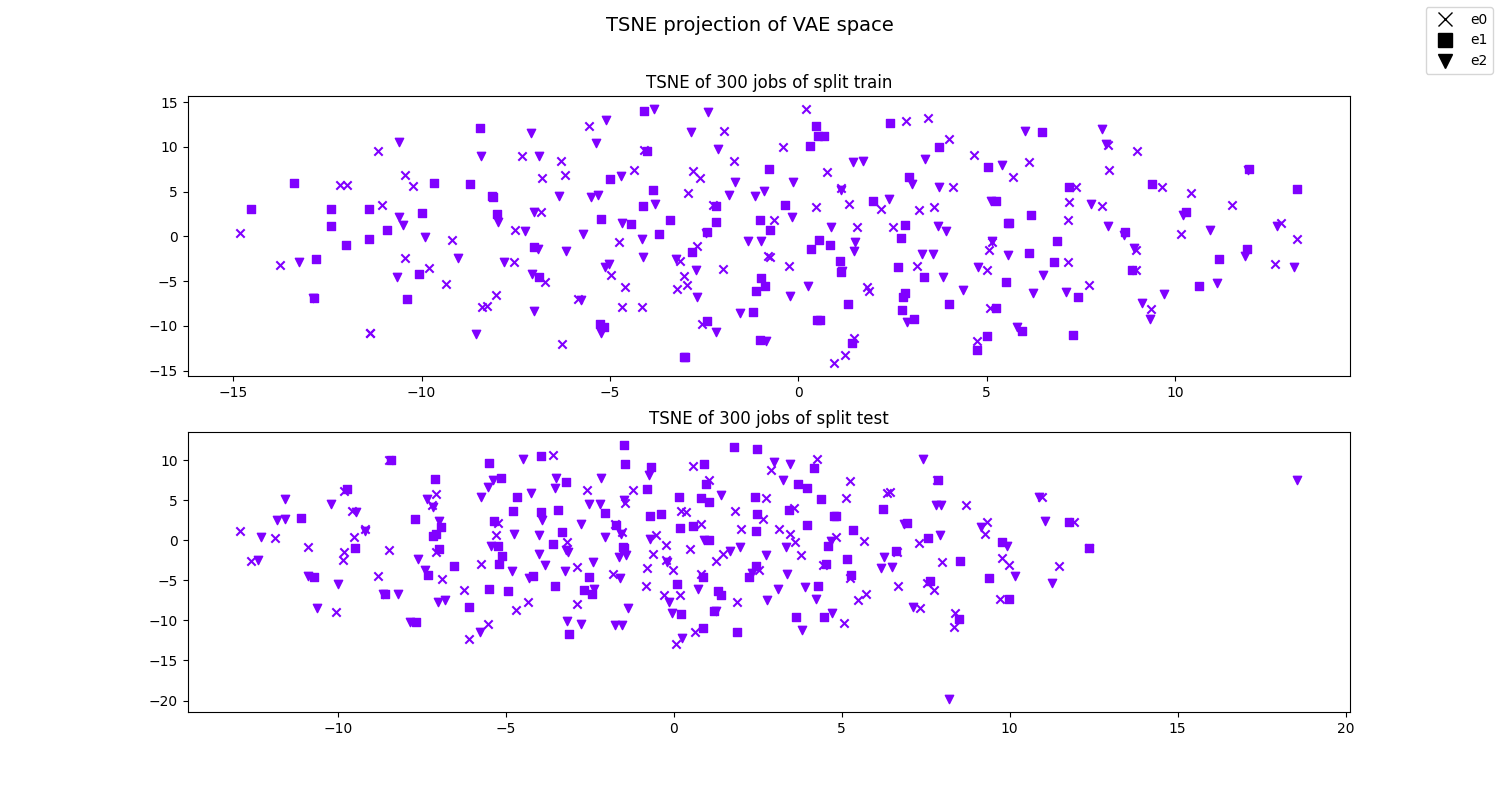 TSNE projection of VAE space
e0
e1
e2
TSNE of 300 jobs of split train
15
10
5
0
−5
−10
−15
−15 −10 −5 0 5 10
TSNE of 300 jobs of split test
10
5
0
−5
−10
−15
−20
−10 −5 0 5 10 15 20